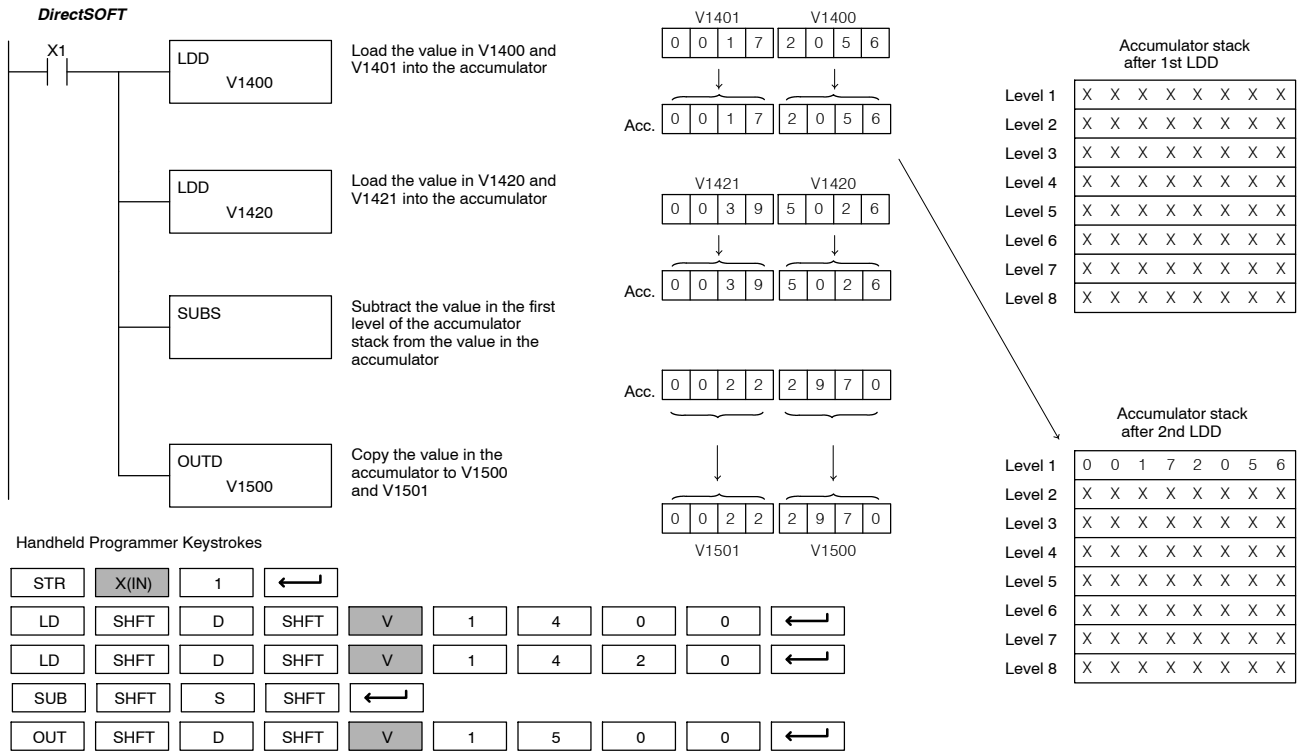 DirectSOFT
X1
LDD
V1400
Load the value in V1400 and
V1401 into the accumulator
LDD
V1420
Load the value in V1420 and
V1421 into the accumulator
SUBS
Subtract the value in the first
level of the accumulator
stack from the value in the
accumulator
OUTD
V1500
Copy the value in the
accumulator to V1500
and V1501
V1401 V1400
0 0 1 7 2 0 5 6
Acc. 0 0 1 7 2 0 5 6
V1421 V1420
0 0 3 9 5 0 2 6
Acc. 0 0 3 9 5 0 2 6
Acc. 0 0 2 2 2 9 7 0
0 0 2 2 2 9 7 0
V1501 V1500
Accumulator stack
after 1st LDD
Level 1 X X X X X X X X
Level 2 X X X X X X X X
Level 3 X X X X X X X X
Level 4 X X X X X X X X
Level 5 X X X X X X X X
Level 6 X X X X X X X X
Level 7 X X X X X X X X
Level 8 X X X X X X X X
Accumulator stack
after 2nd LDD
Level 1 0 0 1 7 2 0 5 6
Level 2 X X X X X X X X
Level 3 X X X X X X X X
Level 4 X X X X X X X X
Level 5 X X X X X X X X
Level 6 X X X X X X X X
Level 7 X X X X X X X X
Level 8 X X X X X X X X
Handheld Programmer Keystrokes
STR X(IN) 1
LD SHFT D SHFT V 1 4 0 0
LD SHFT D SHFT V 1 4 2 0
SUB SHFT S SHFT
OUT SHFT D SHFT V 1 5 0 0